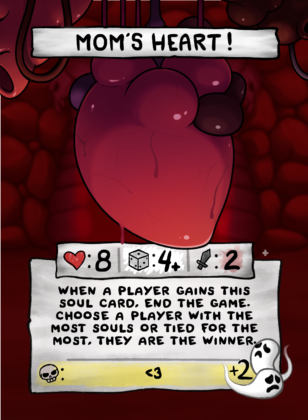 MOM'S HEART!
:8 :4+ :2
WHEN A PLAYER GAINS THIS
SOUL CARD, END THE GAME.
CHOOSE A PLAYER WITH THE
MOST SOULS OR TIED FOR THE
MOST. THEY ARE THE WINNER.
: <3 +2